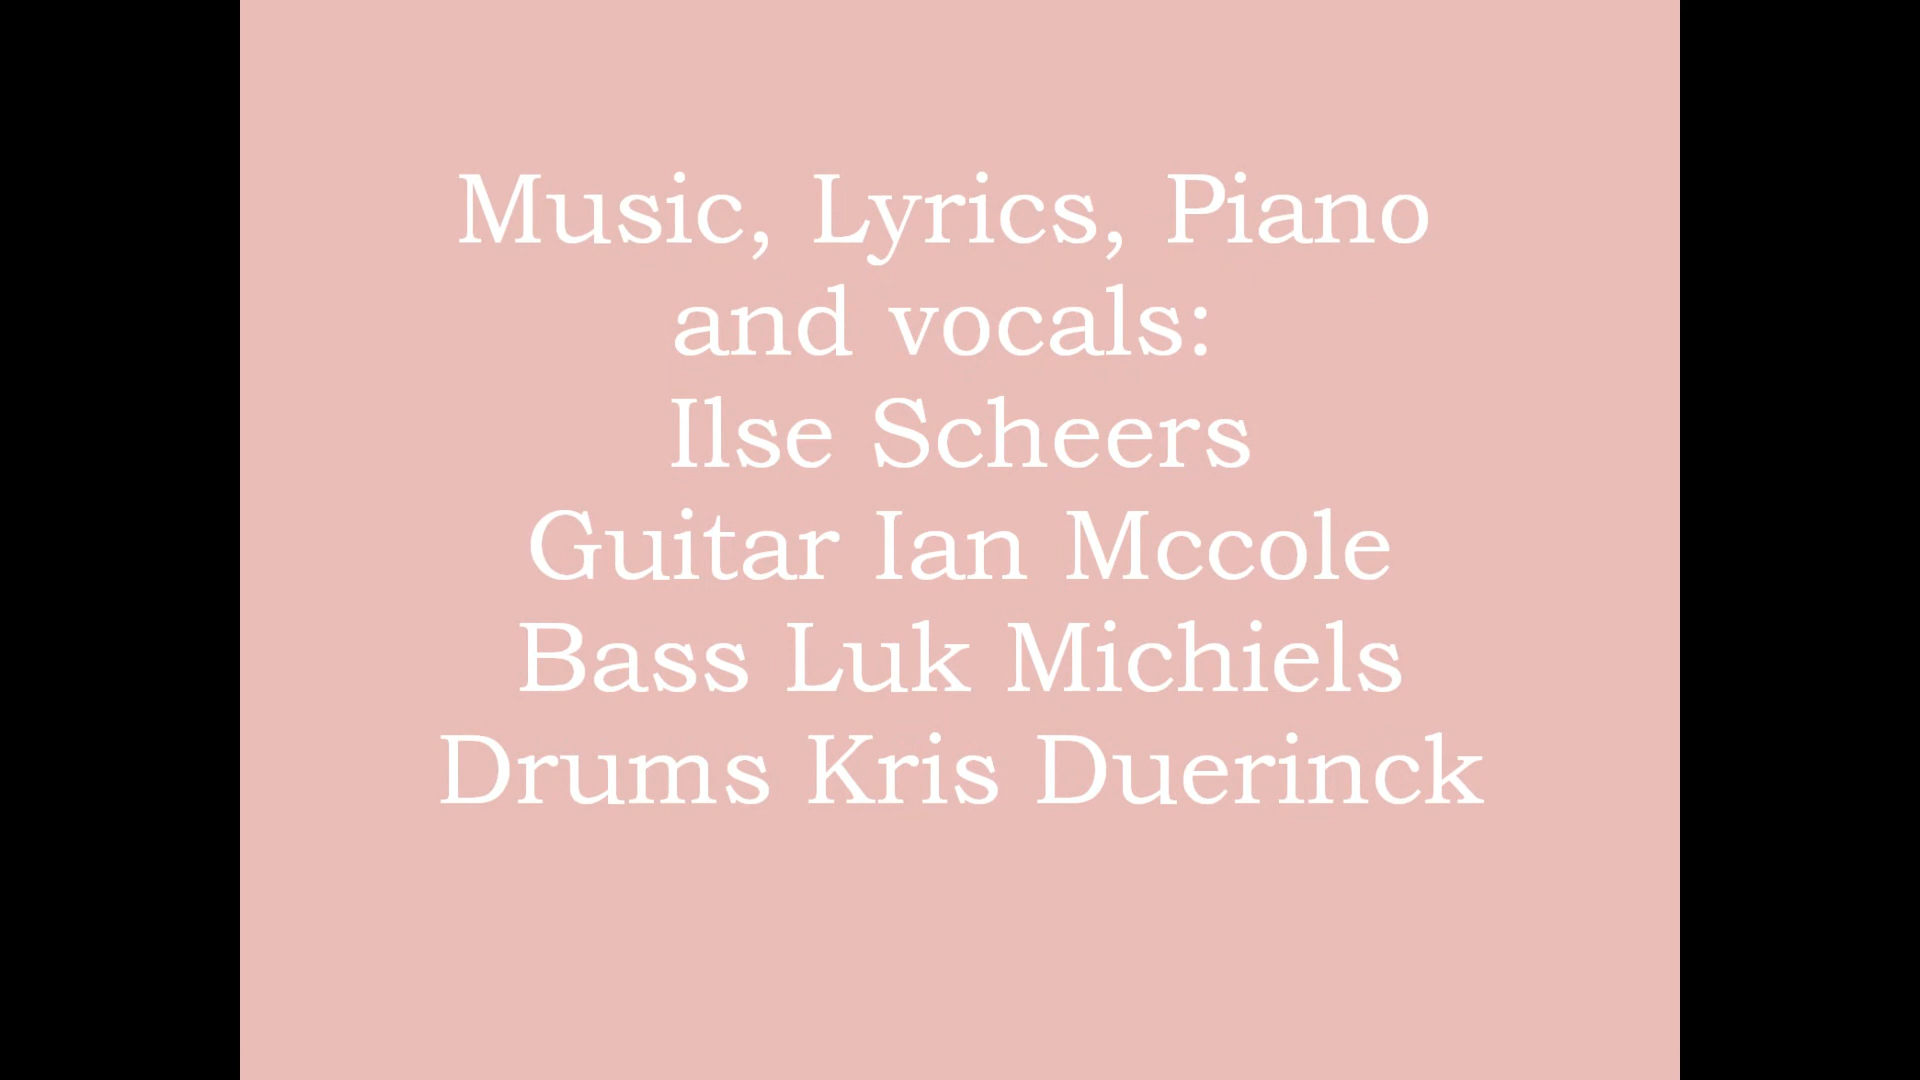 Music, Lyrics, Piano
and vocals:
Ilse Scheers
Guitar Ian Mccole
Bass Luk Michiels
Drums Kris Duerinck